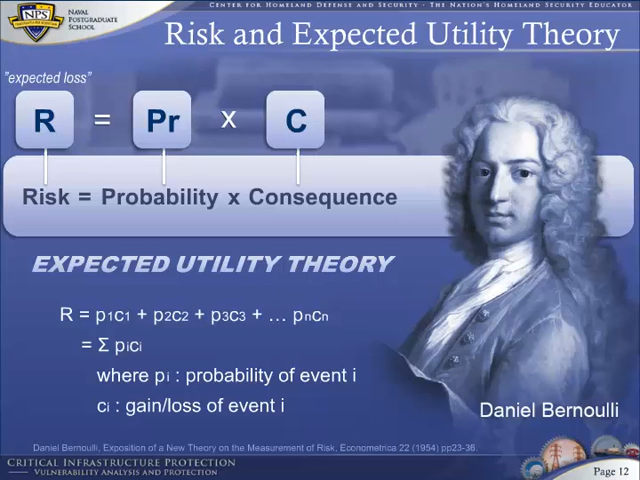 CENTER FOR HOMELAND DEFENSE AND SECURITY · THE NATION'S HOMELAND SECURITY EDUCATOR
NPS
NAVAL
POSTGRADUATE
SCHOOL
Risk and Expected Utility Theory
"expected loss"
R = Pr x C
Risk = Probability x Consequence
EXPECTED UTILITY THEORY
R = p1c1 + p2c2 + p3c3 + … pncn
= Σ pici
where pi : probability of event i
ci : gain/loss of event i
Daniel Bernoulli
Daniel Bernoulli, Exposition of a New Theory on the Measurement of Risk, Econometrica 22 (1954) pp23-36.
CRITICAL INFRASTRUCTURE PROTECTION
VULNERABILITY ANALYSIS AND PROTECTION
Page 12